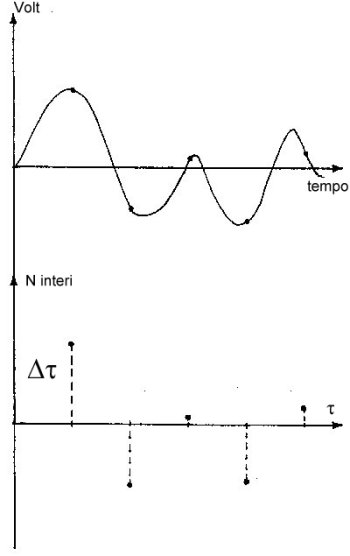 Volt
tempo
N interi
Δτ
τ